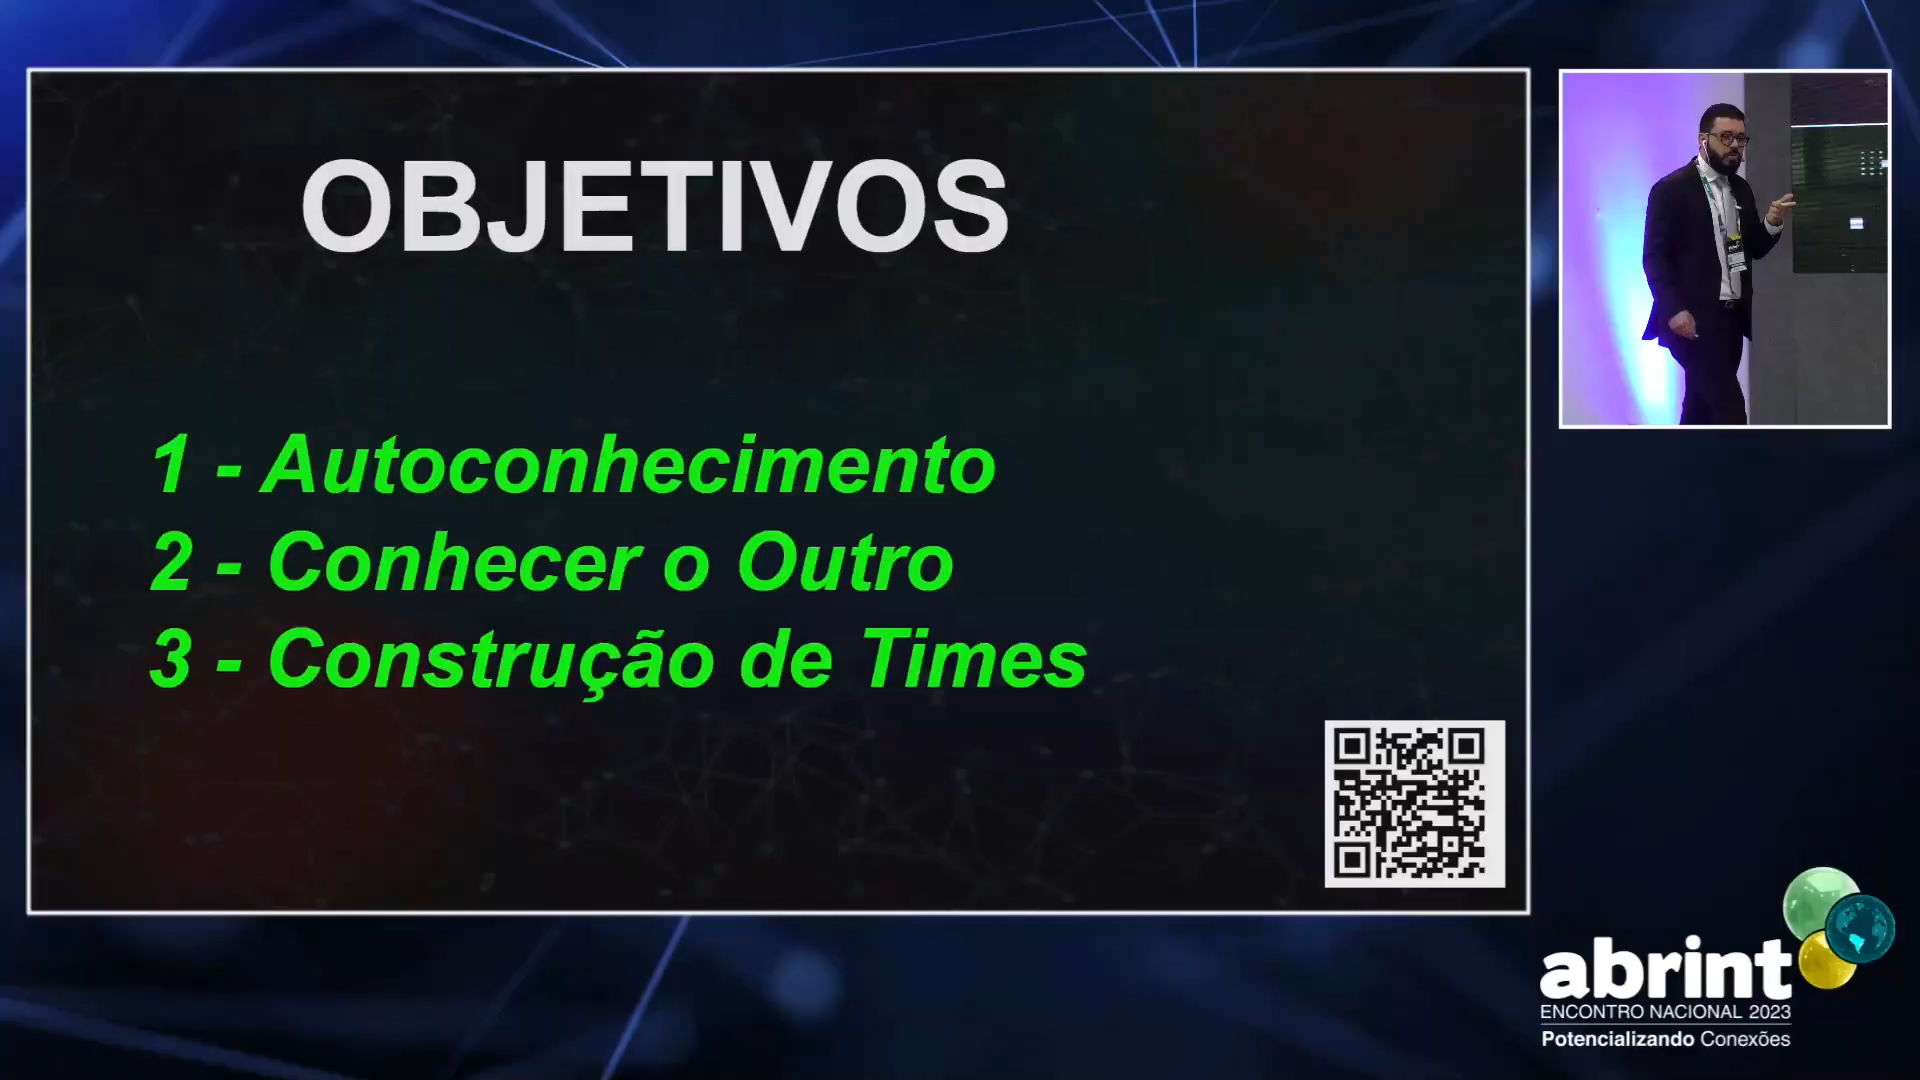 OBJETIVOS
1 - Autoconhecimento
2 - Conhecer o Outro
3 - Construção de Times
abrint
ENCONTRO NACIONAL 2023
Potencializando Conexões